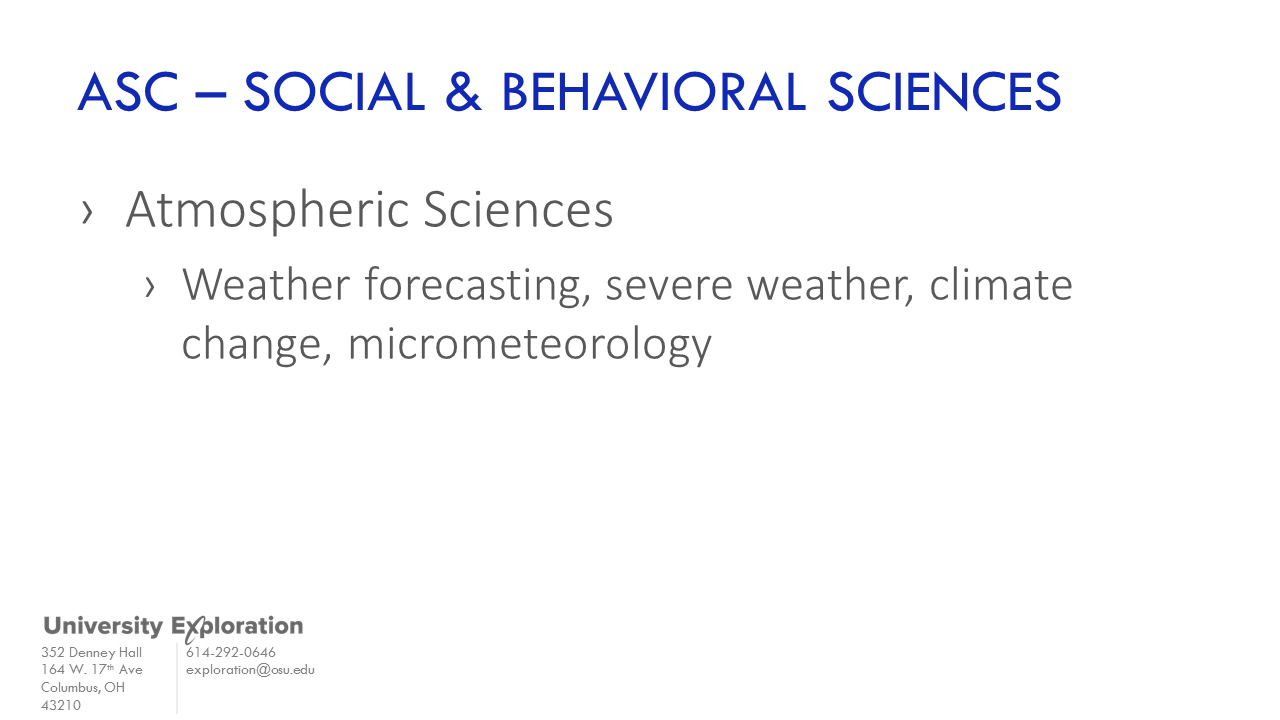 ASC – SOCIAL & BEHAVIORAL SCIENCES
› Atmospheric Sciences
› Weather forecasting, severe weather, climate
change, micrometeorology
University Exploration
352 Denney Hall
164 W. 17th Ave
Columbus, OH
43210
614-292-0646
exploration@osu.edu